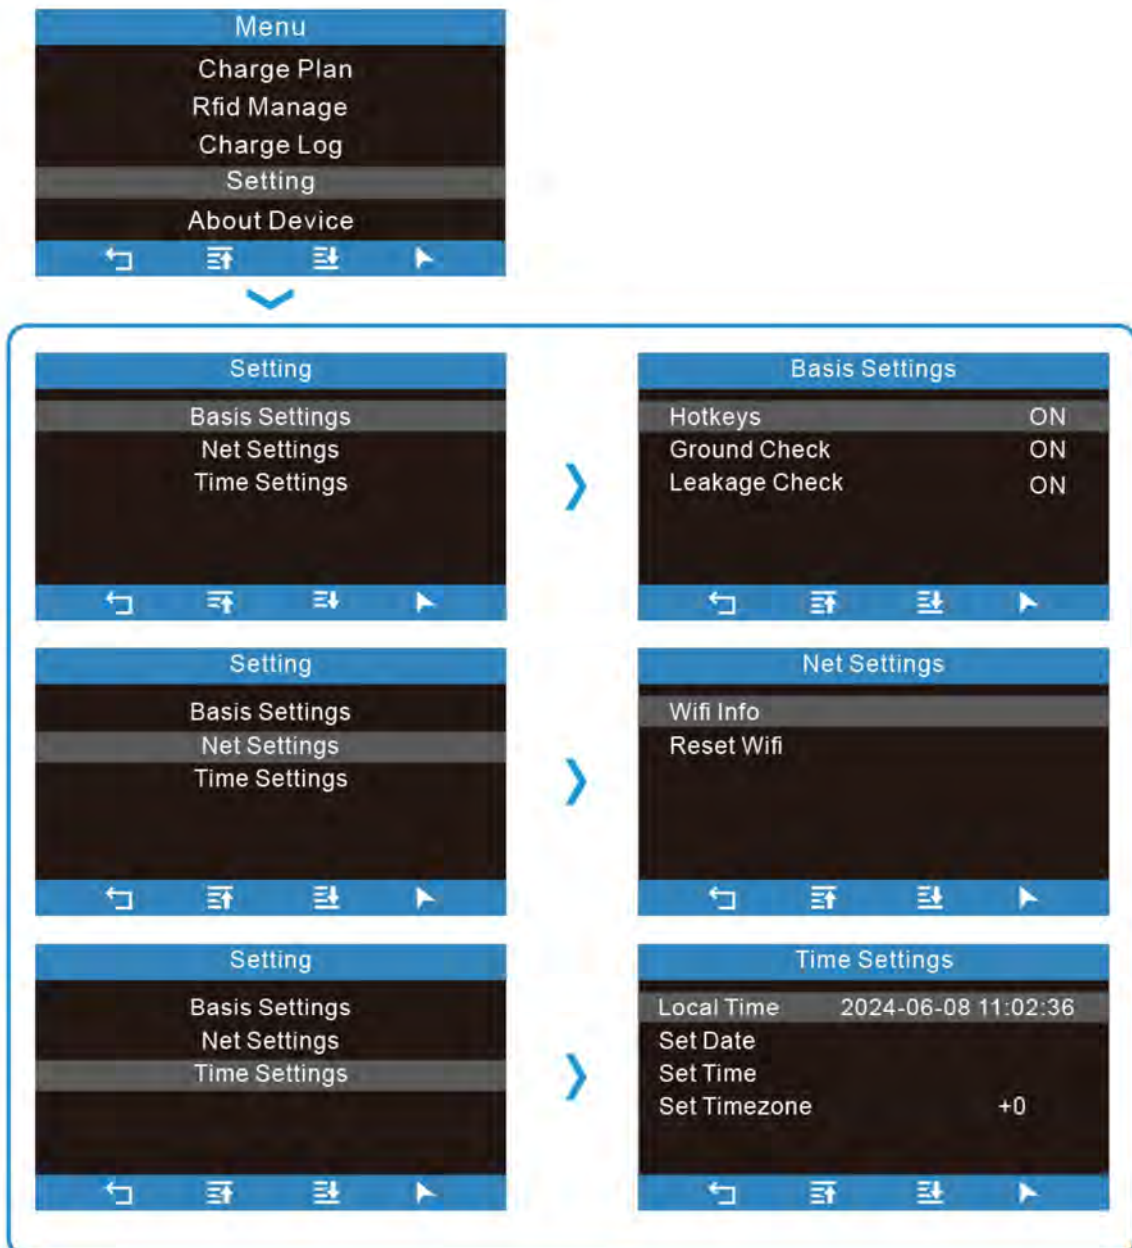 Menu
Charge Plan
Rfid Manage
Charge Log
Setting
About Device
Setting
Basis Settings
Net Settings
Time Settings
Basis Settings
Hotkeys ON
Ground Check ON
Leakage Check ON
Setting
Basis Settings
Net Settings
Time Settings
Net Settings
Wifi Info
Reset Wifi
Setting
Basis Settings
Net Settings
Time Settings
Time Settings
Local Time 2024-06-08 11:02:36
Set Date
Set Time
Set Timezone +0